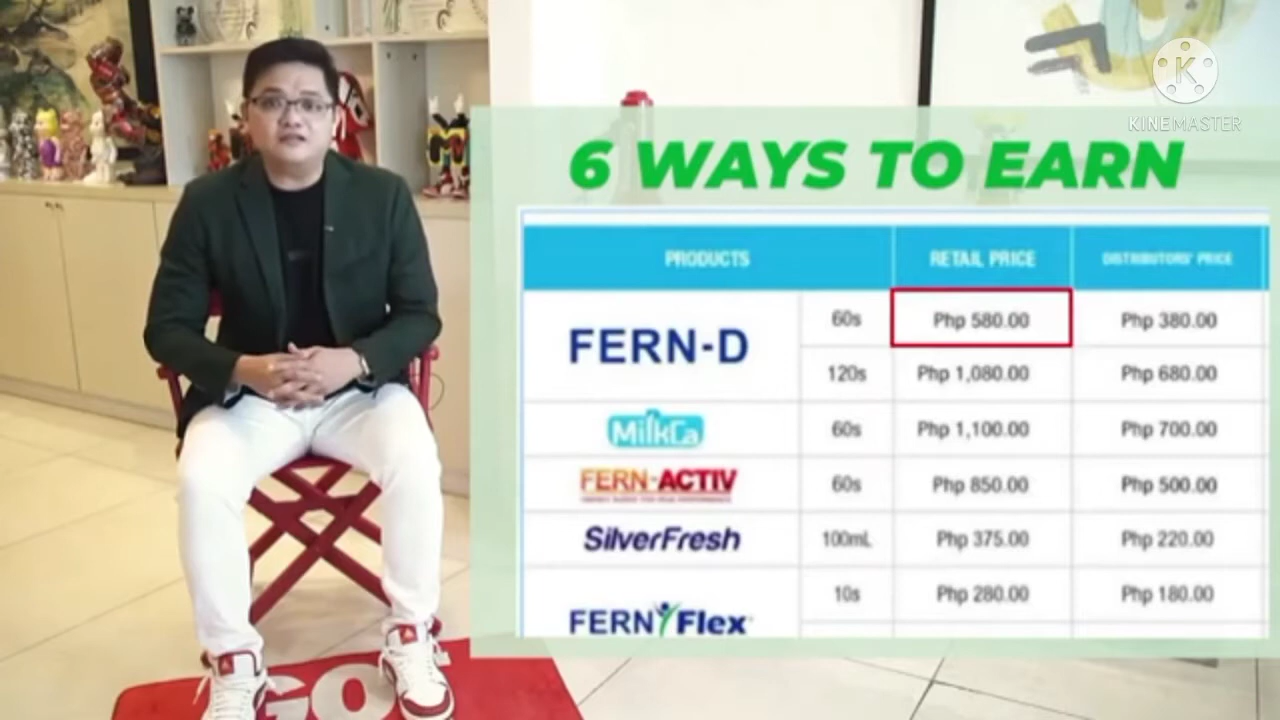 KINEMASTER
6 WAYS TO EARN
PRODUCTS RETAIL PRICE DISTRIBUTORS' PRICE
FERN-D 60s Php 580.00 Php 380.00
120s Php 1,080.00 Php 680.00
MilkCa 60s Php 1,100.00 Php 700.00
FERN-ACTIV 60s Php 850.00 Php 500.00
SilverFresh 100mL Php 375.00 Php 220.00
FERN Flex 10s Php 280.00 Php 180.00
GO